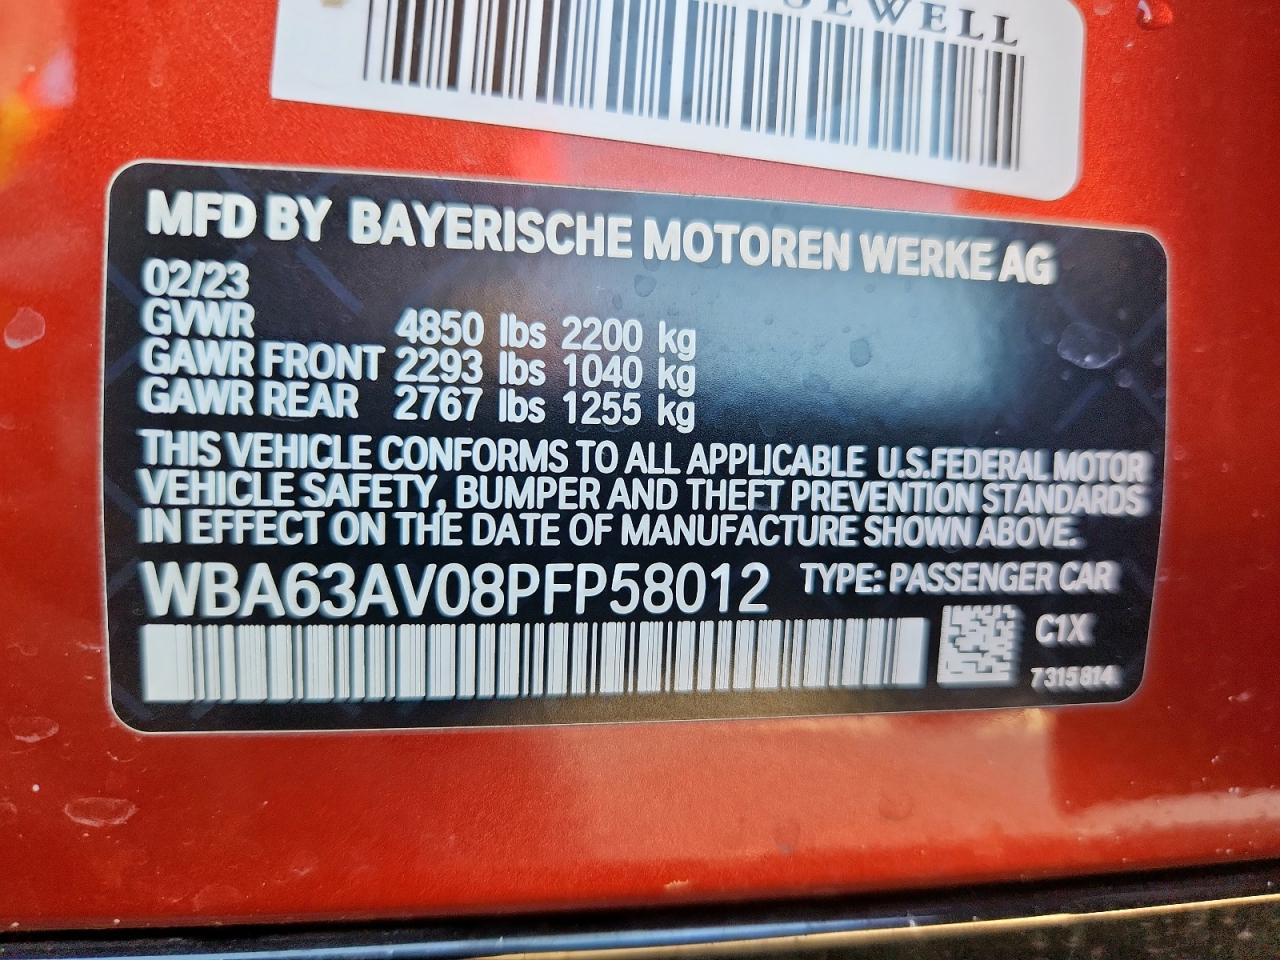 MFD BY BAYERISCHE MOTOREN WERKE AG
02/23
GVWR 4850 lbs 2200 kg
GAWR FRONT 2293 lbs 1040 kg
GAWR REAR 2767 lbs 1255 kg
THIS VEHICLE CONFORMS TO ALL APPLICABLE U.S.FEDERAL MOTOR
VEHICLE SAFETY, BUMPER AND THEFT PREVENTION STANDARDS
IN EFFECT ON THE DATE OF MANUFACTURE SHOWN ABOVE.
WBA63AV08PFP58012 TYPE: PASSENGER CAR
C1X
7315814